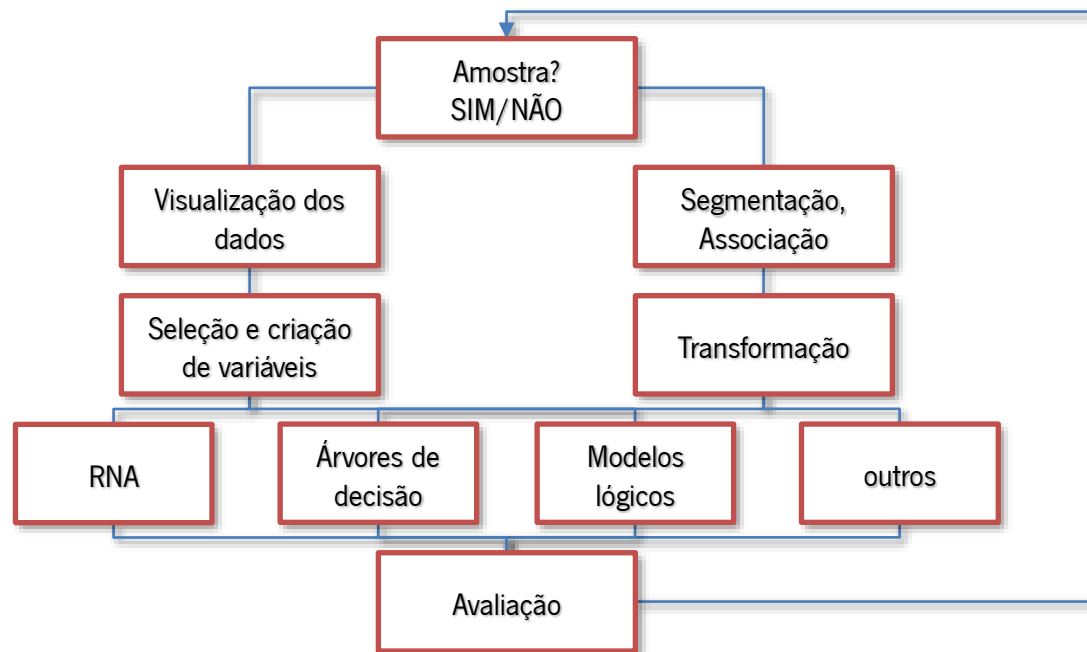 Amostra?
SIM/NÃO
Visualização dos
dados
Segmentação,
Associação
Seleção e criação
de variáveis
Transformação
RNA
Árvores de
decisão
Modelos
lógicos
outros
Avaliação